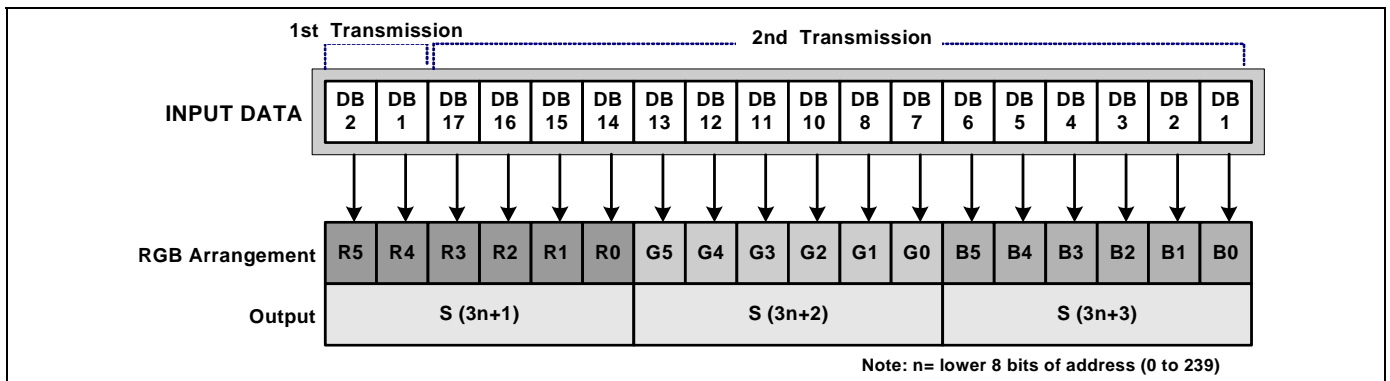 1st Transmission
2nd Transmission
INPUT DATA
DB 2 DB 1 DB 17 DB 16 DB 15 DB 14 DB 13 DB 12 DB 11 DB 10 DB 8 DB 7 DB 6 DB 5 DB 4 DB 3 DB 2 DB 1
RGB Arrangement R5 R4 R3 R2 R1 R0 G5 G4 G3 G2 G1 G0 B5 B4 B3 B2 B1 B0
Output S (3n+1) S (3n+2) S (3n+3)
Note: n= lower 8 bits of address (0 to 239)